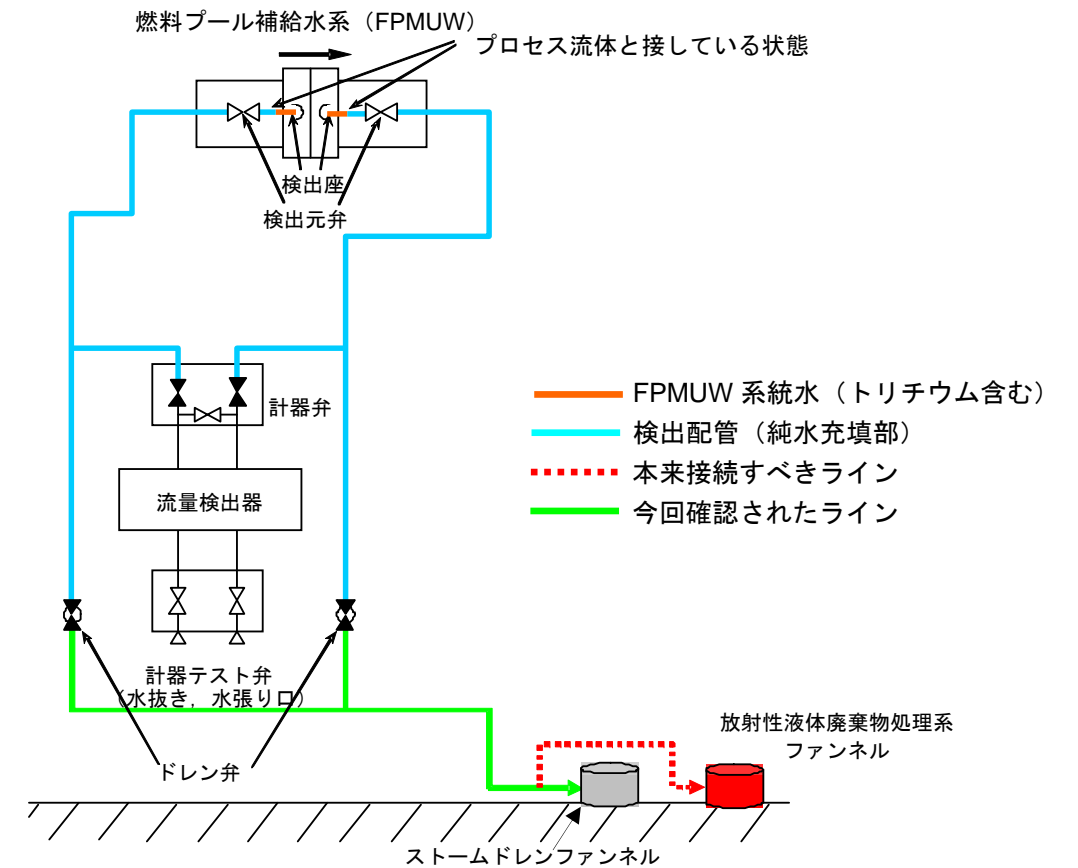 燃料プール補給水系（FPMUW）
プロセス流体と接している状態
検出座
検出元弁
計器弁
流量検出器
計器テスト弁
（水抜き，水張り口）
ドレン弁
FPMUW 系統水（トリチウム含む）
検出配管（純水充填部）
本来接続すべきライン
今回確認されたライン
放射性液体廃棄物処理系
ファンネル
ストームドレンファンネル